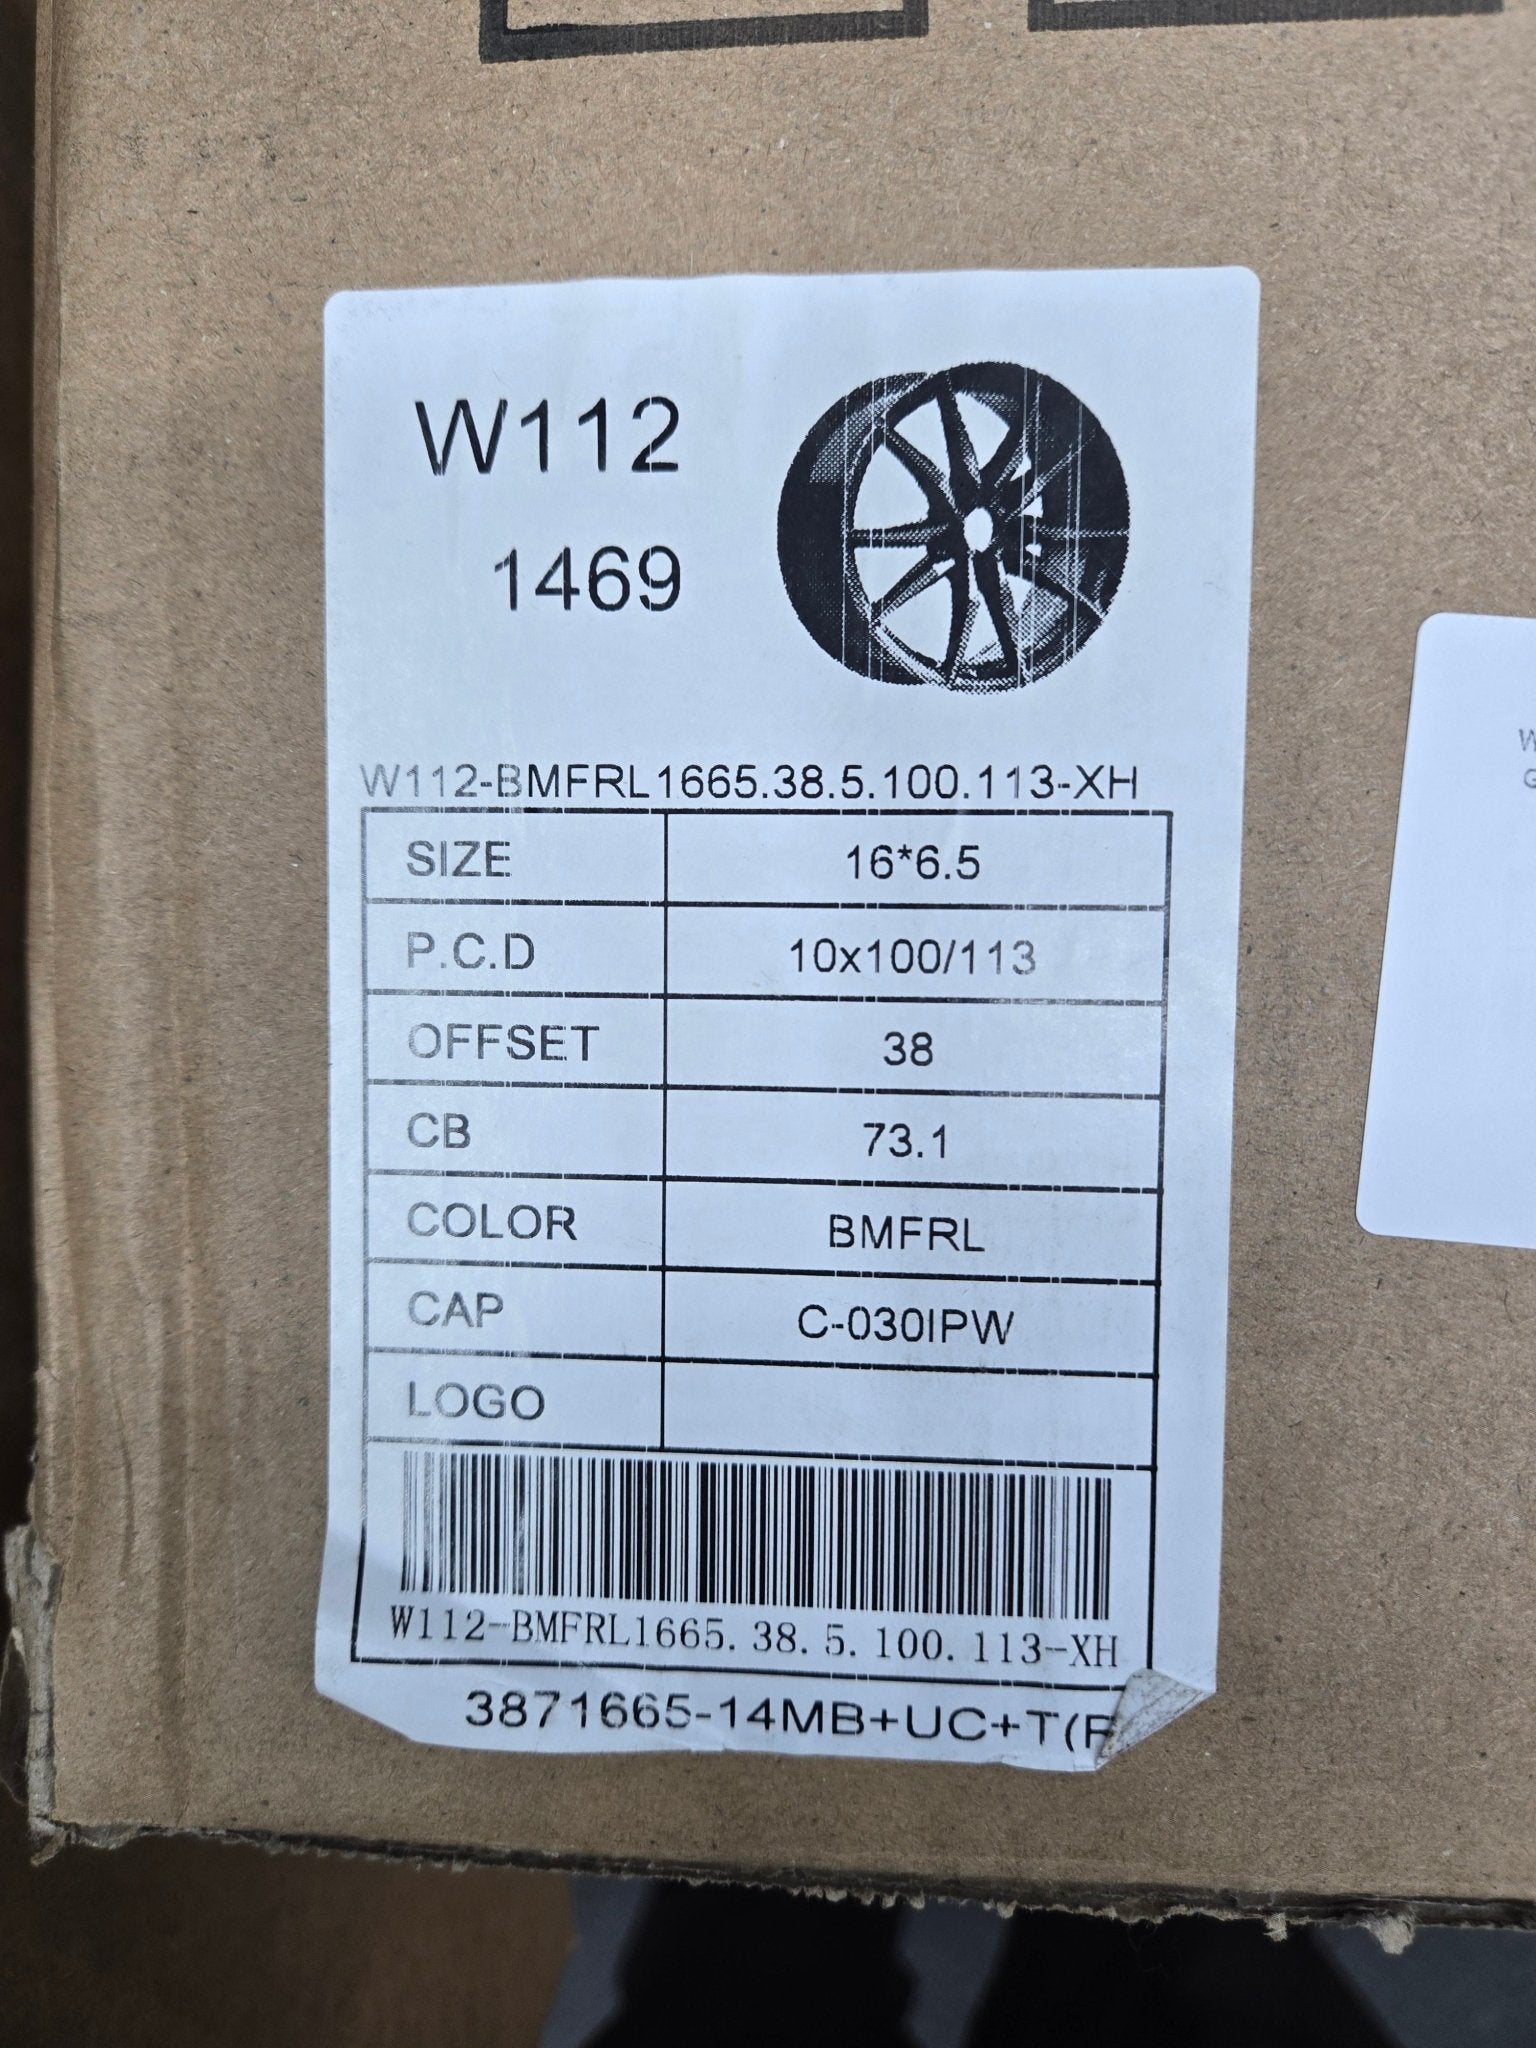 W112
1469
W112-BMFRL1665.38.5.100.113-XH
SIZE 16*6.5
P.C.D 10x100/113
OFFSET 38
CB 73.1
COLOR BMFRL
CAP C-030IPW
LOGO
W112-BMFRL1665.38.5.100.113-XH
3871665-14MB+UC+T(